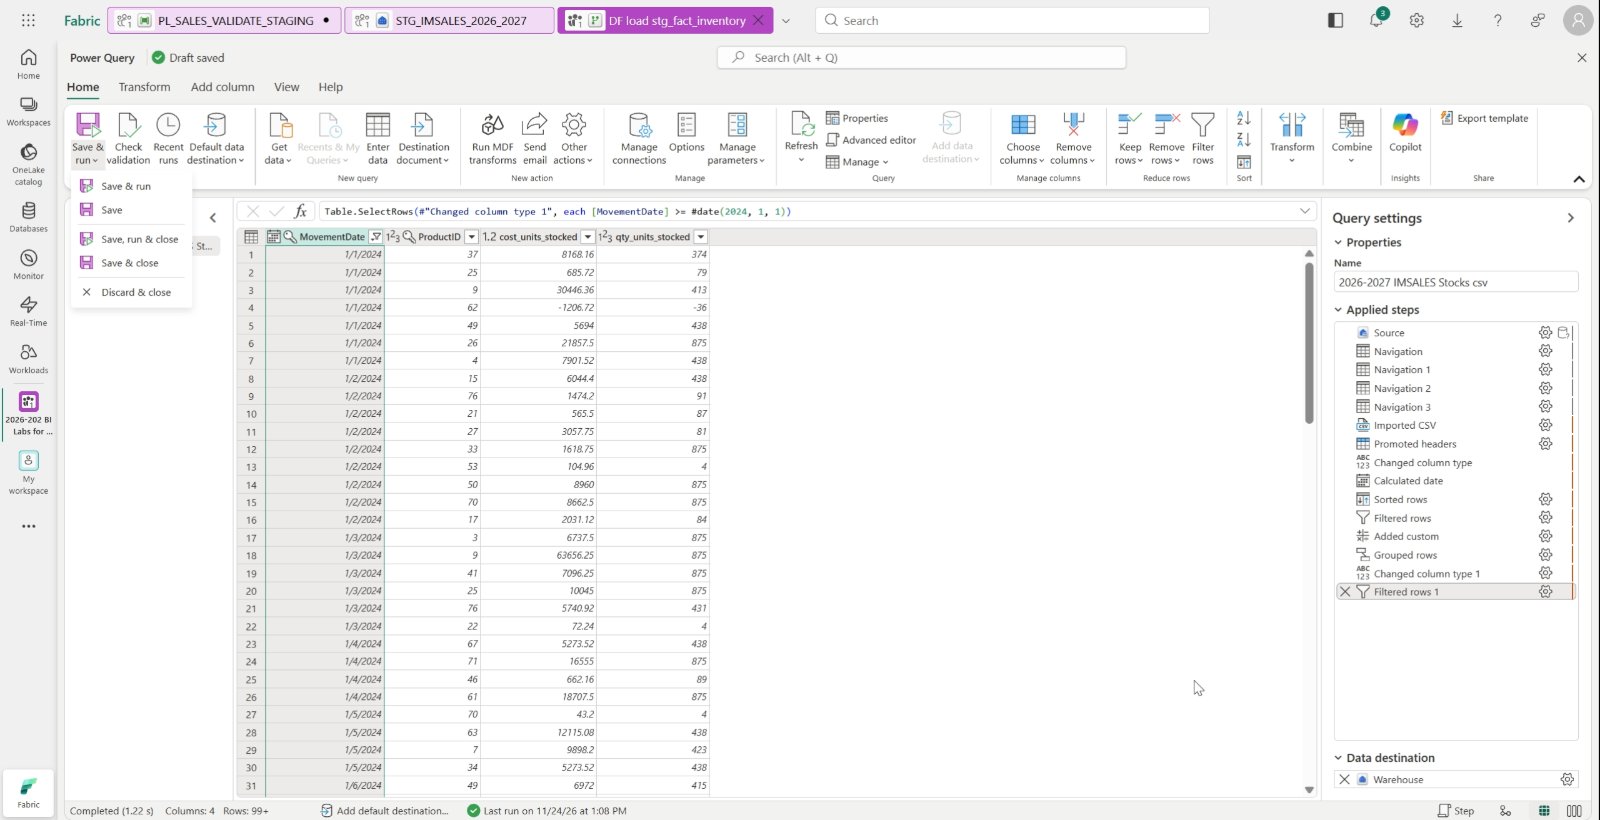 Fabric PL_SALES_VALIDATE_STAGING STG_IMSALES_2026_2027 DF load stg_fact_inventory Search 3
Power Query Draft saved Search (Alt + Q)
Home Transform Add column View Help
Home
Workspaces
OneLake catalog
Databases
Monitor
Real-Time
Workloads
2026-202 BI Labs for ...
My workspace
Fabric
Save & run
Check validation
Recent runs
Default data destination
Get data
Recents & My Queries
Enter data
Destination document
New query
Run MDF transforms
Send email
Other actions
New action
Manage connections
Options
Manage parameters
Manage
Refresh
Properties
Advanced editor
Manage
Add data destination
Query
Choose columns
Remove columns
Manage columns
Keep rows
Remove rows
Filter rows
Reduce rows
Sort
Transform
Combine
Copilot
Insights
Export template
Share
Save & run
Save
Save, run & close
Save & close
Discard & close
St...
fx Table.SelectRows(#"Changed column type 1", each [MovementDate] >= #date(2024, 1, 1))
MovementDate 1²3 ProductID 1.2 cost_units_stocked 1²3 qty_units_stocked
1 1/1/2024 37 8168.16 374
2 1/1/2024 25 685.72 79
3 1/1/2024 9 30446.36 413
4 1/1/2024 62 -1206.72 -36
5 1/1/2024 49 5694 438
6 1/1/2024 26 21857.5 875
7 1/1/2024 4 7901.52 438
8 1/2/2024 15 6044.4 438
9 1/2/2024 76 1474.2 91
10 1/2/2024 21 565.5 87
11 1/2/2024 27 3057.75 81
12 1/2/2024 33 1618.75 875
13 1/2/2024 53 104.96 4
14 1/2/2024 50 8960 875
15 1/2/2024 70 8662.5 875
16 1/2/2024 17 2031.12 84
17 1/3/2024 3 6737.5 875
18 1/3/2024 9 63656.25 875
19 1/3/2024 41 7096.25 875
20 1/3/2024 25 10045 875
21 1/3/2024 76 5740.92 431
22 1/3/2024 22 72.24 4
23 1/4/2024 67 5273.52 438
24 1/4/2024 71 16555 875
25 1/4/2024 46 662.16 89
26 1/4/2024 61 18707.5 875
27 1/5/2024 70 43.2 4
28 1/5/2024 63 12115.08 438
29 1/5/2024 7 9898.2 423
30 1/5/2024 34 5273.52 438
31 1/6/2024 49 6972 415
Query settings
Properties
Name
2026-2027 IMSALES Stocks csv
Applied steps
Source
Navigation
Navigation 1
Navigation 2
Navigation 3
Imported CSV
Promoted headers
Changed column type
Calculated date
Sorted rows
Filtered rows
Added custom
Grouped rows
Changed column type 1
Filtered rows 1
Data destination
Warehouse
Completed (1.22 s) Columns: 4 Rows: 99+ Add default destination... Last run on 11/24/26 at 1:08 PM Step